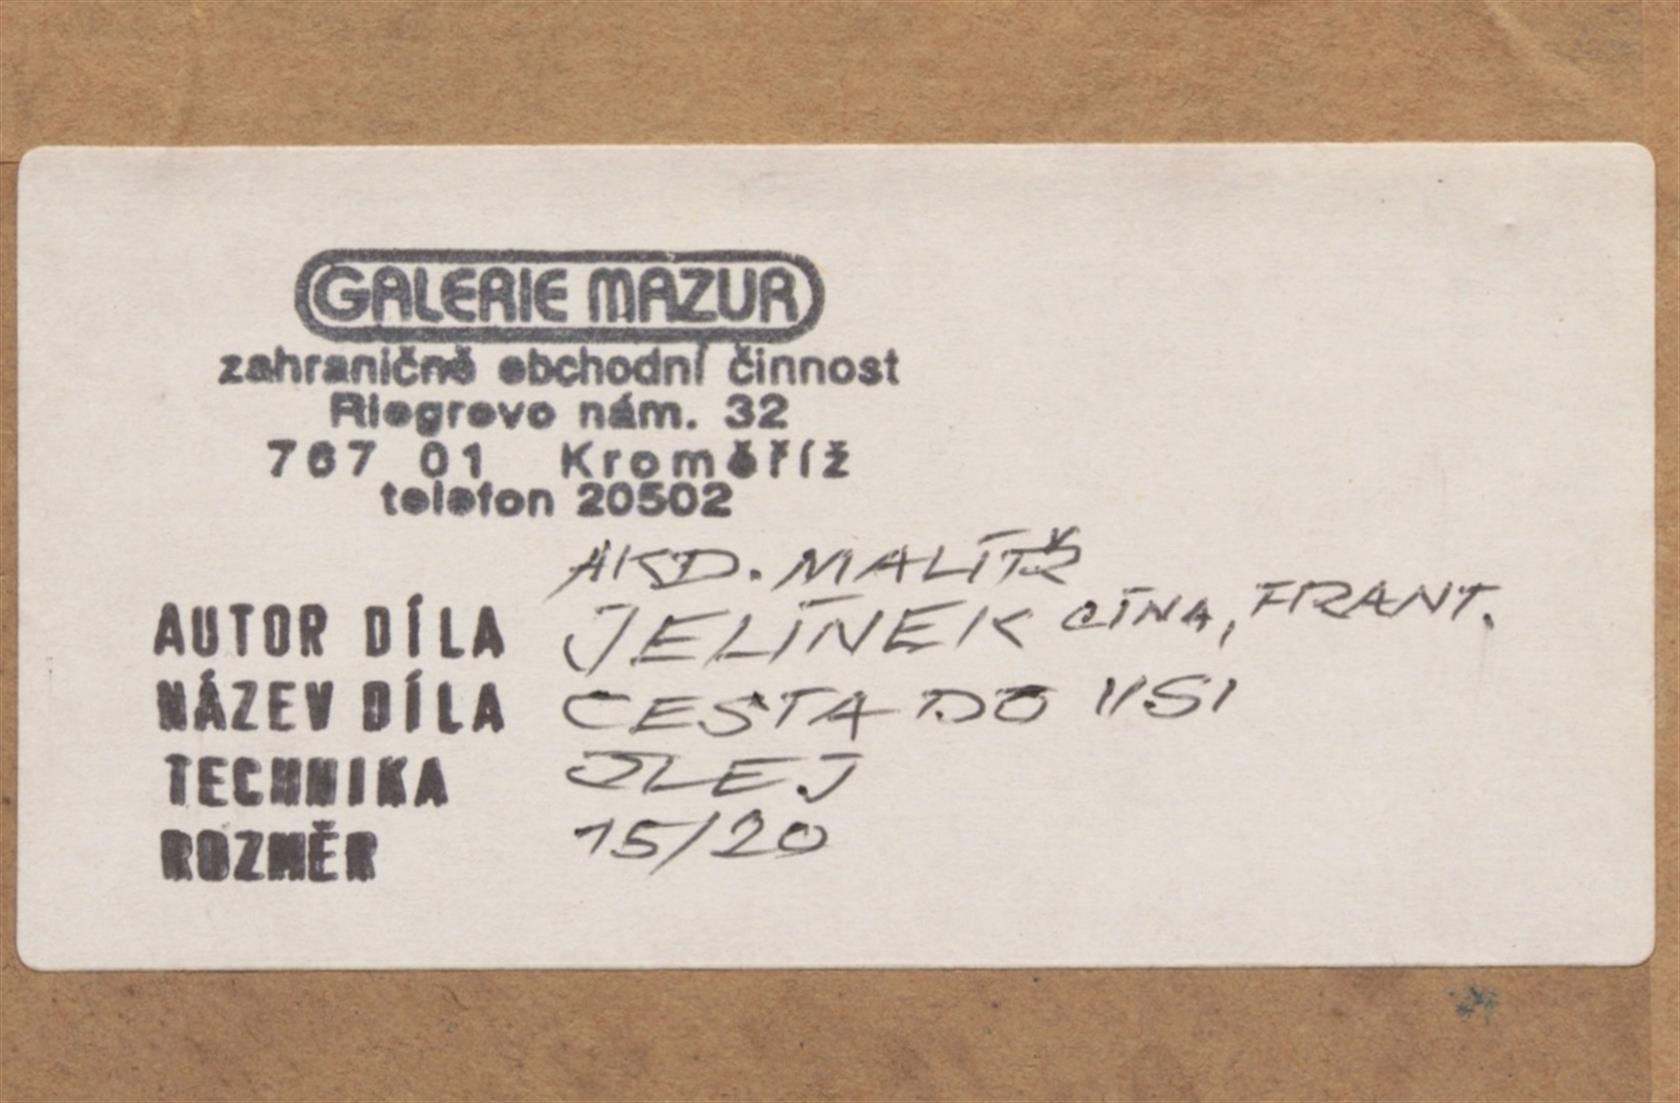 GALERIE MAZUR
zahraničně obchodní činnost
Riegrovo nám. 32
767 01 Kroměříž
telefon 20502
AKD. MALÍŘ
AUTOR DÍLA JELÍNEK CÍNA, FRANT.
NÁZEV DÍLA CESTA DO VSI
TECHNIKA OLEJ
ROZMĚR 15/20